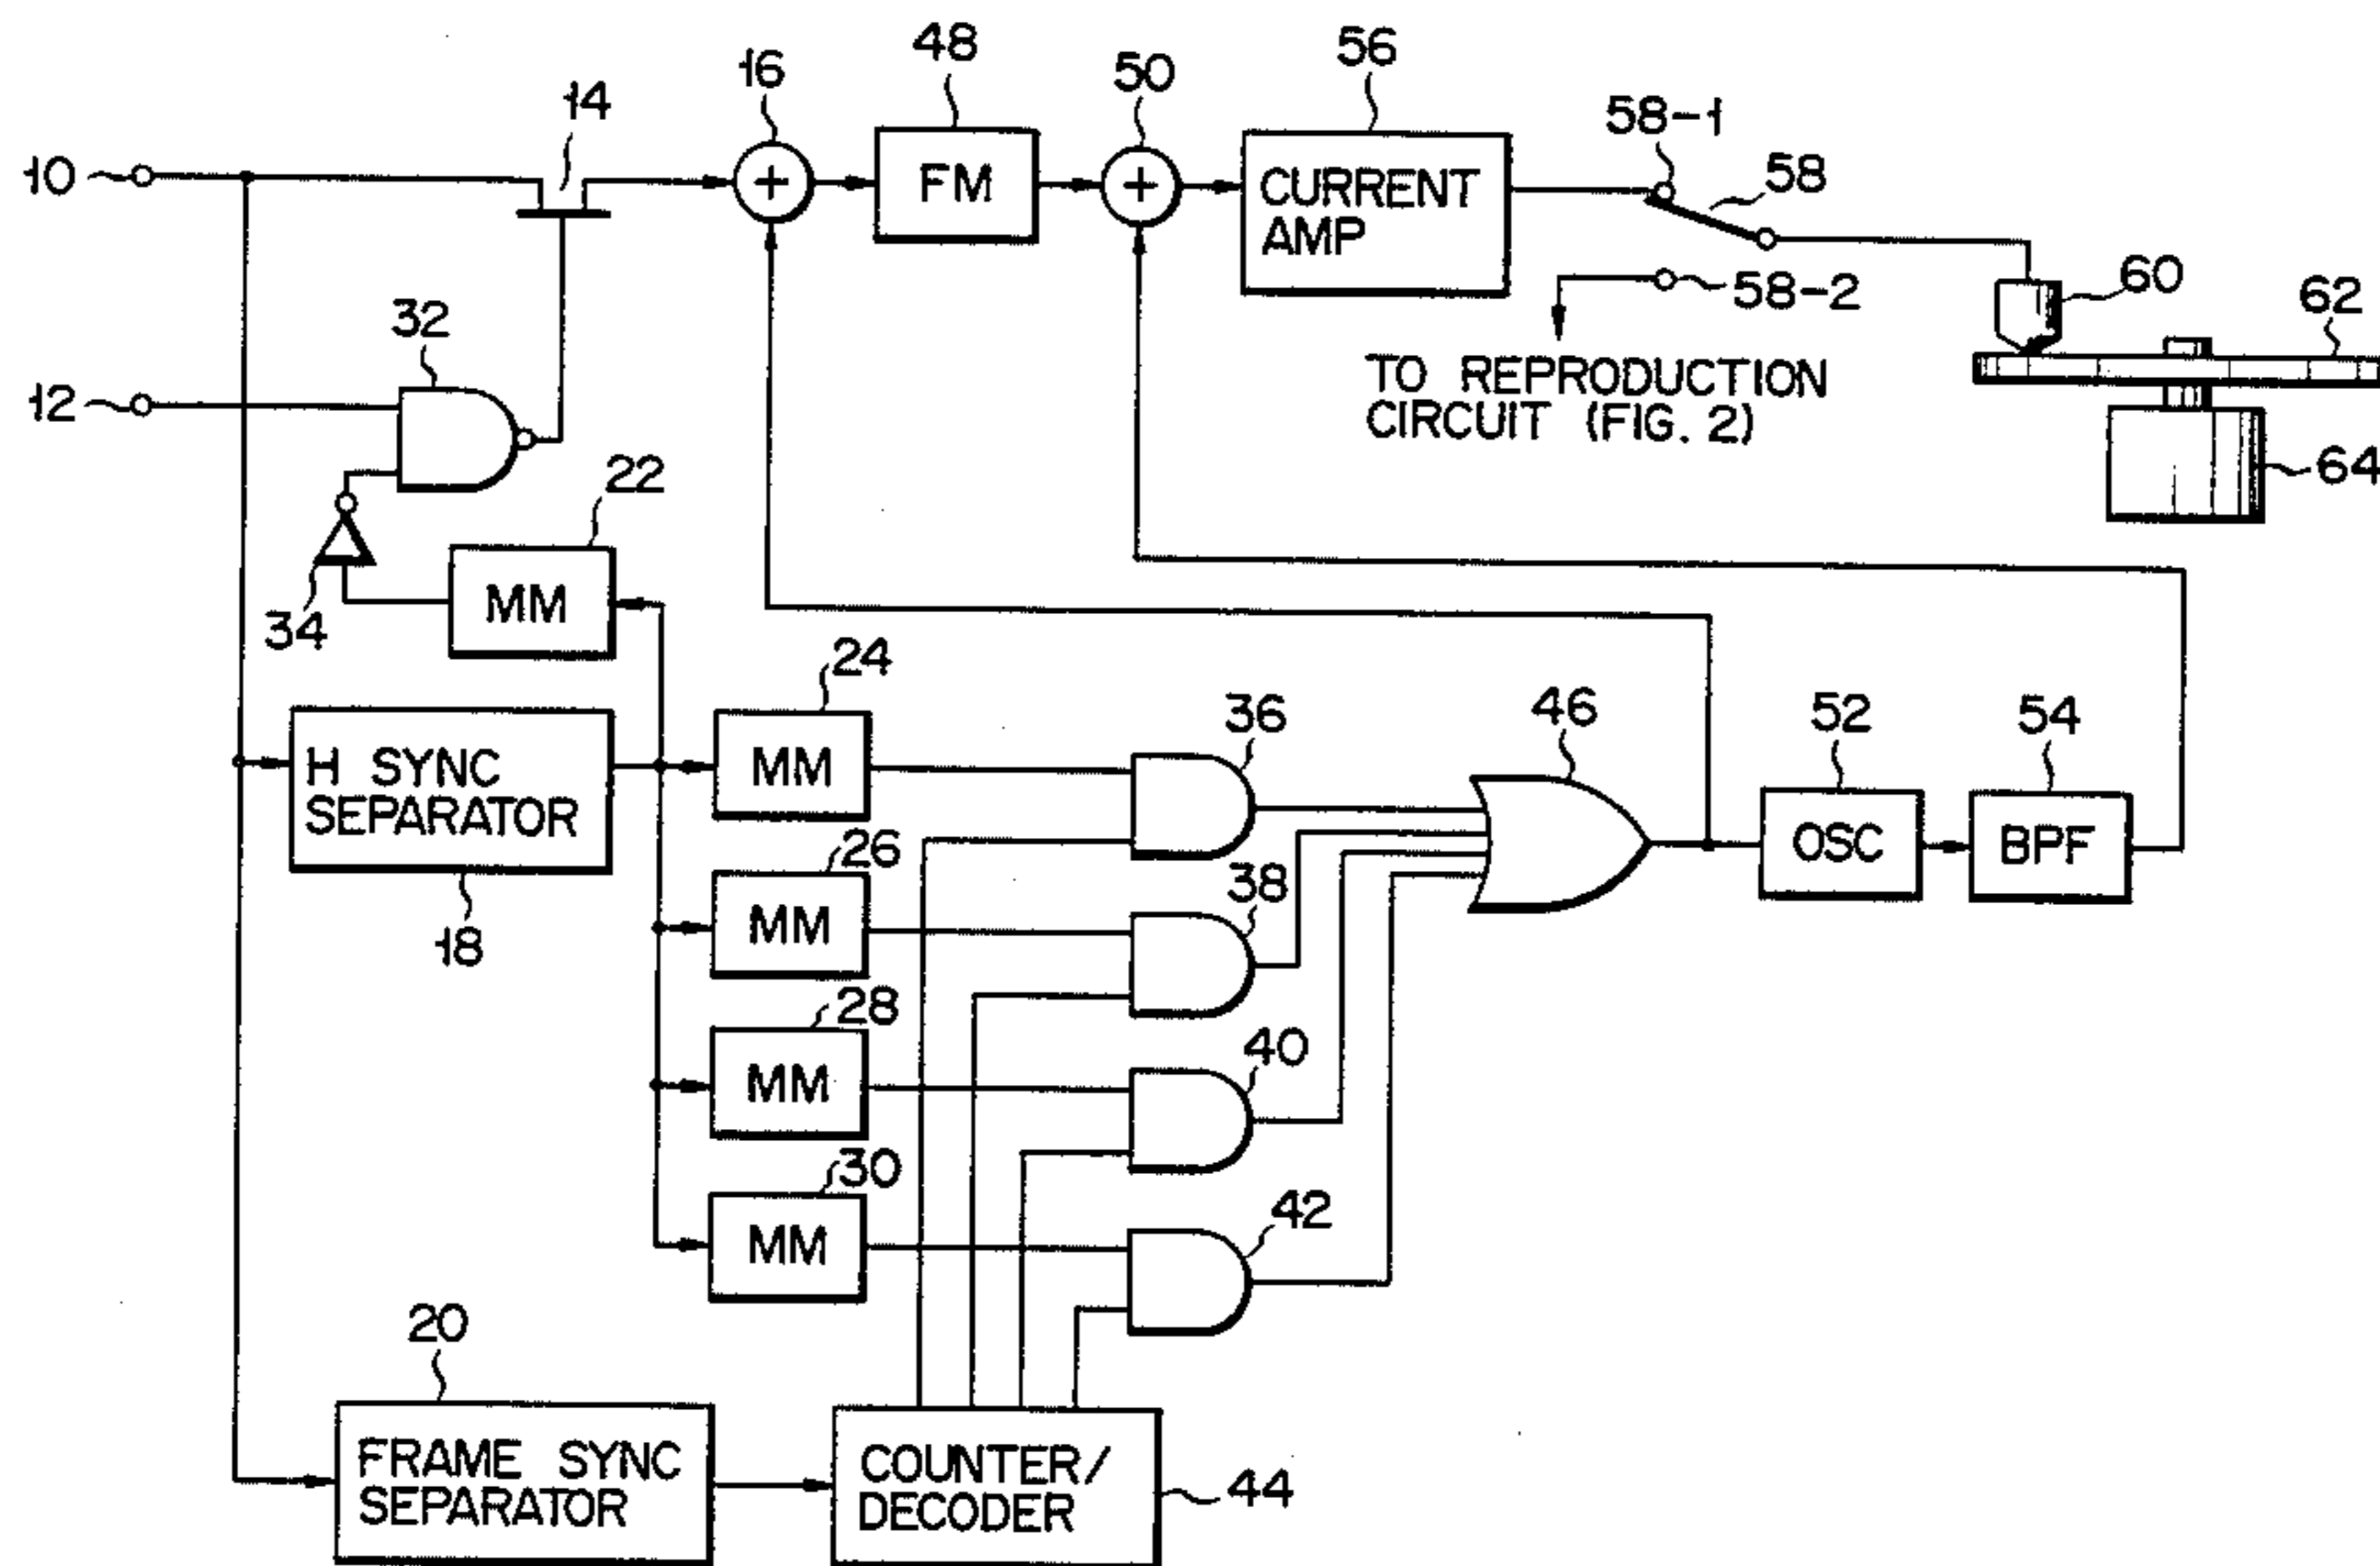 48
56
16
50
14
58-1
10
+
FM
+
CURRENT
AMP
58
58-2
60
62
32
12
TO REPRODUCTION
CIRCUIT (FIG. 2)
22
64
MM
34
24
36
46
52
54
H SYNC
SEPARATOR
MM
OSC
BPF
26
38
18
MM
28
40
MM
30
42
MM
20
FRAME SYNC
SEPARATOR
COUNTER/
DECODER
44